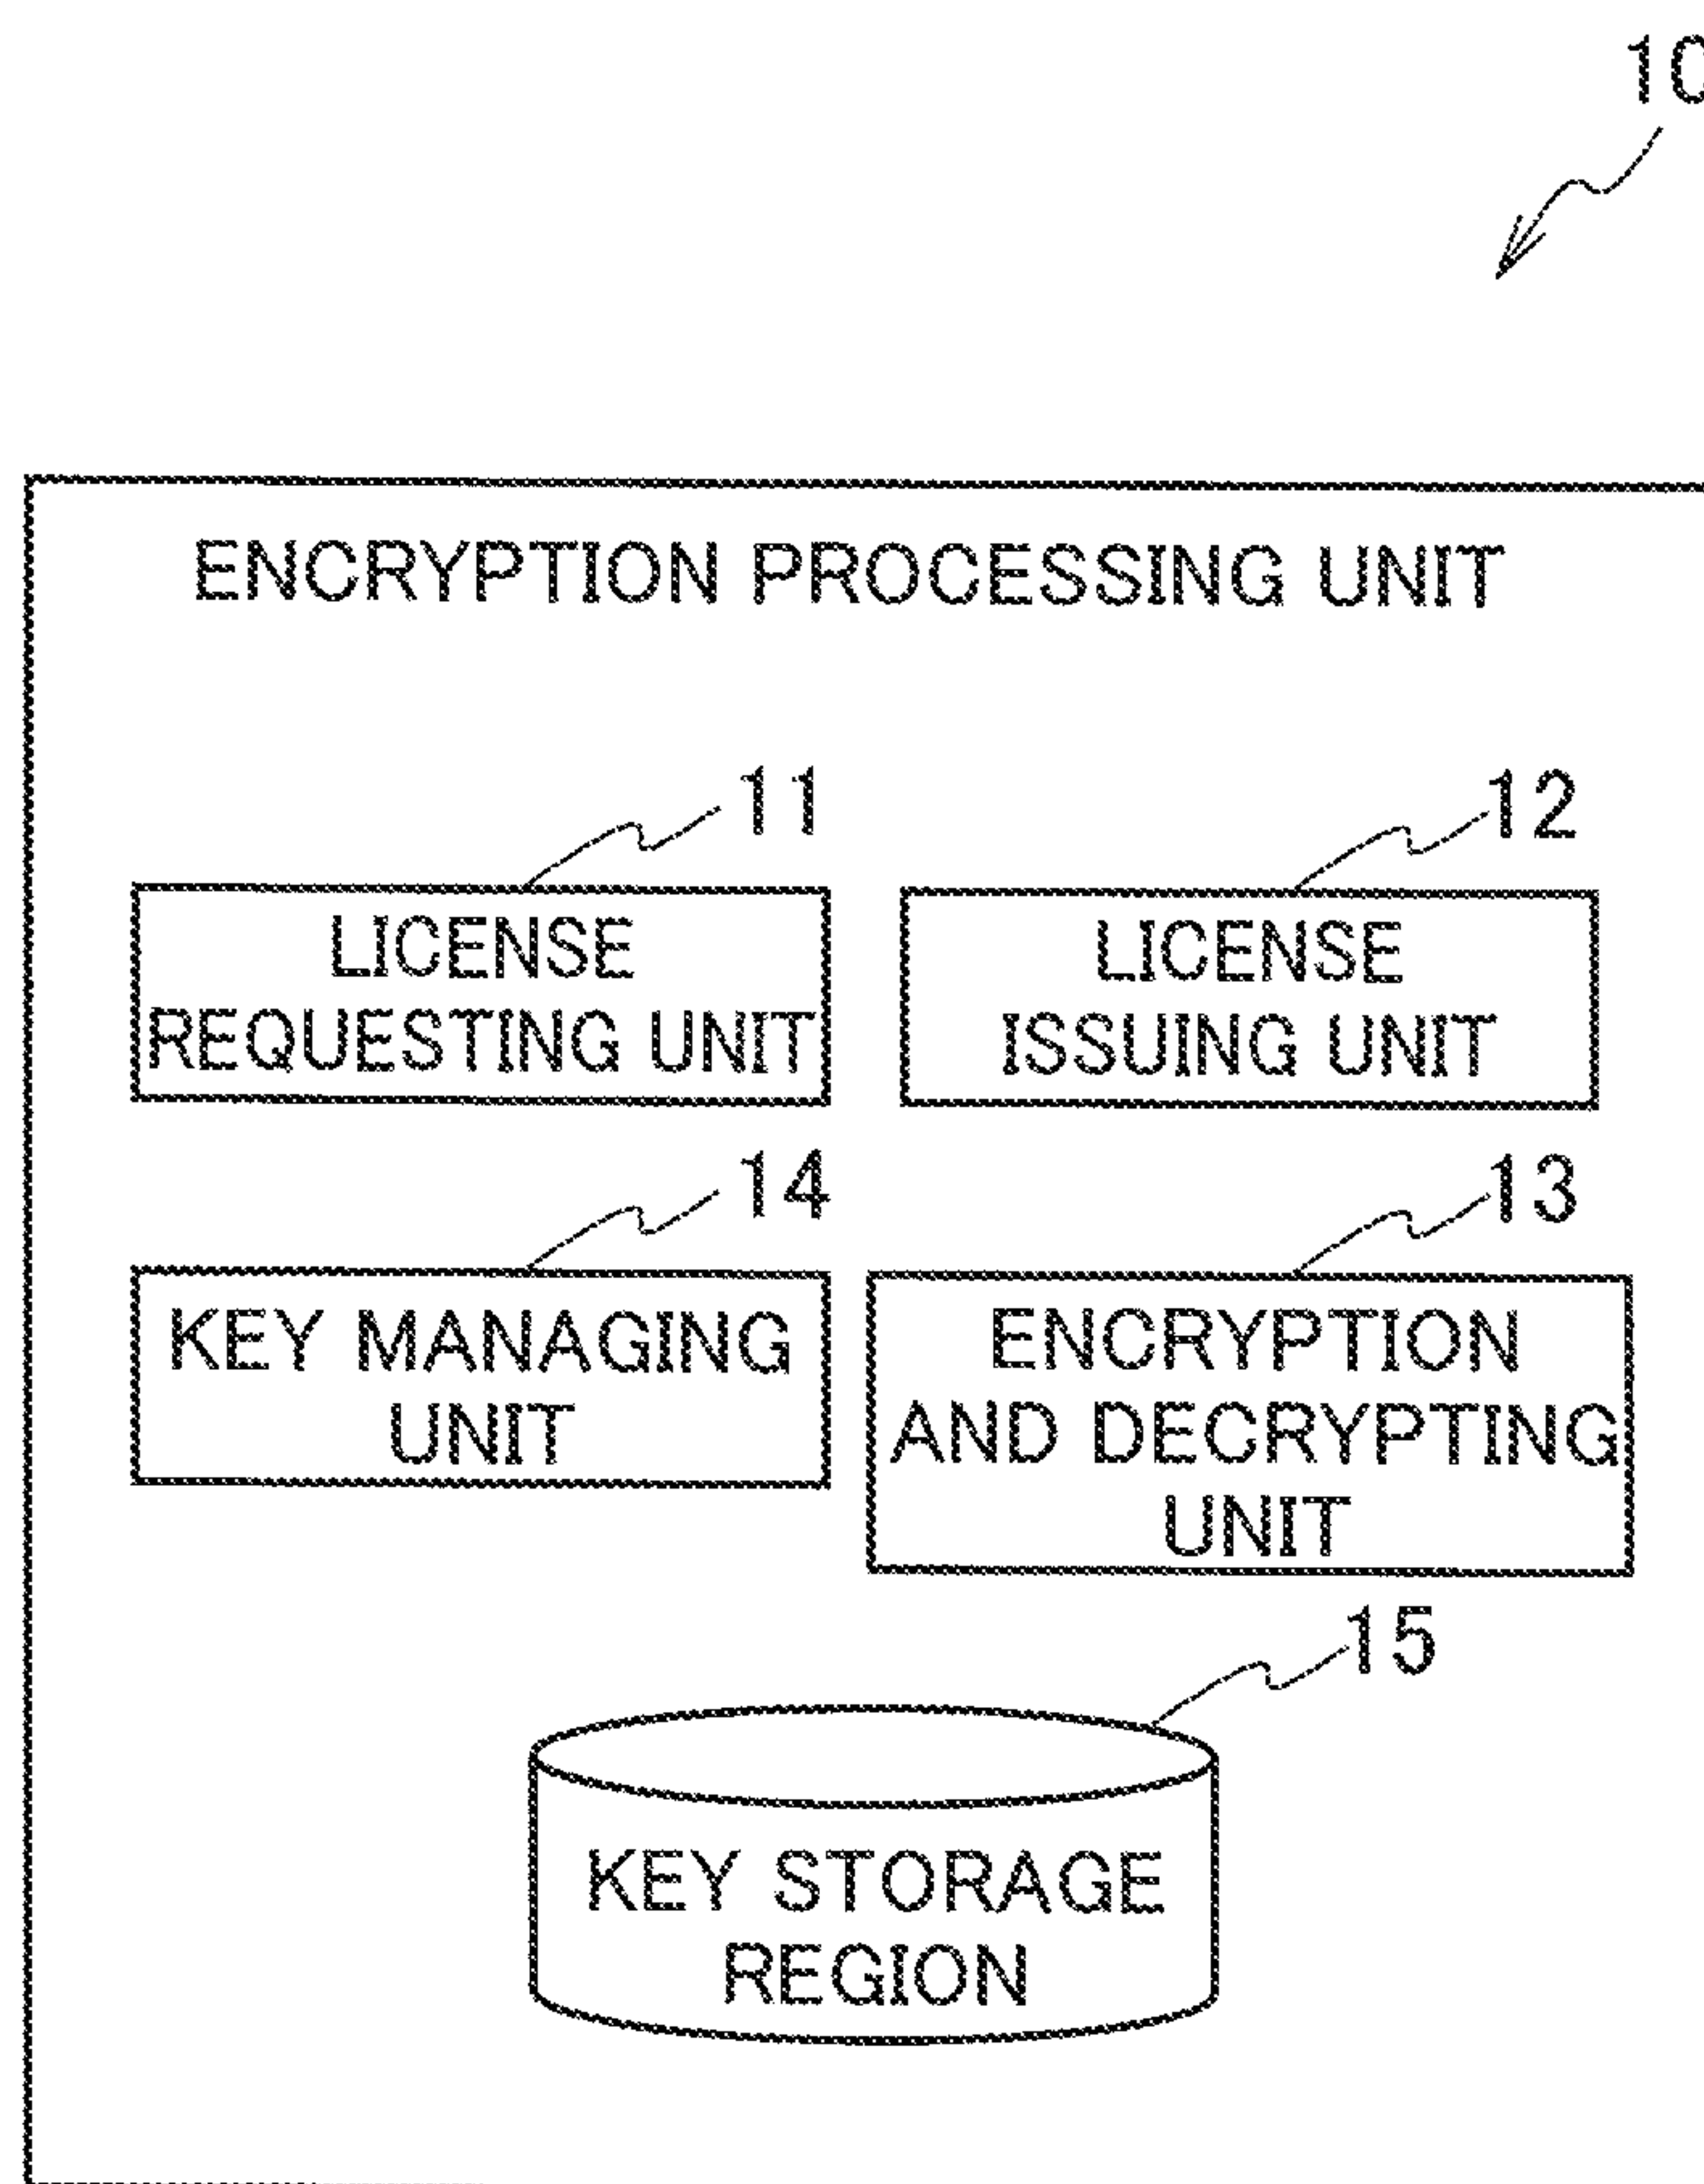 10
ENCRYPTION PROCESSING UNIT
11
12
LICENSE
REQUESTING UNIT
LICENSE
ISSUING UNIT
14
13
KEY MANAGING
UNIT
ENCRYPTION
AND DECRYPTING
UNIT
15
KEY STORAGE
REGION